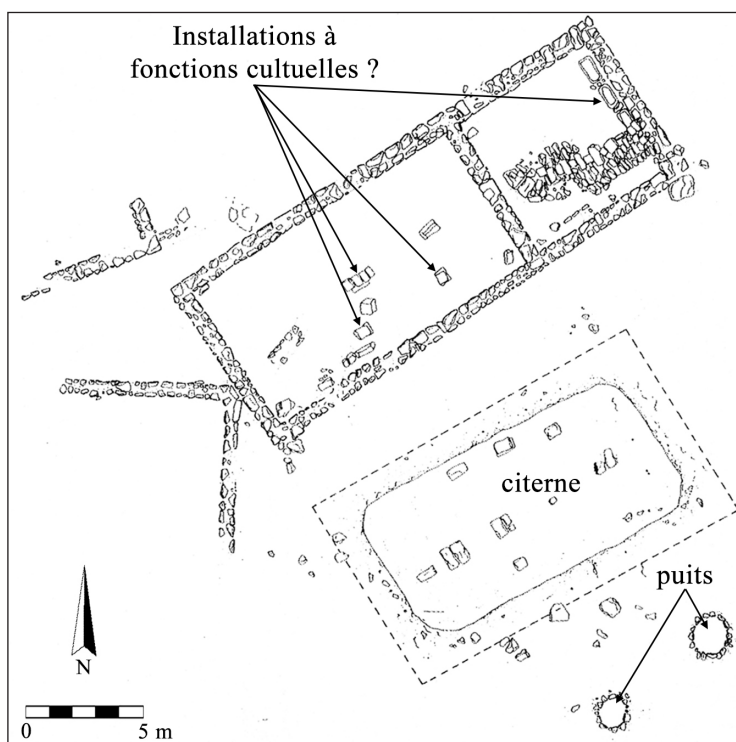 Installations à
fonctions cultuelles ?
citerne
puits
N
0 5 m